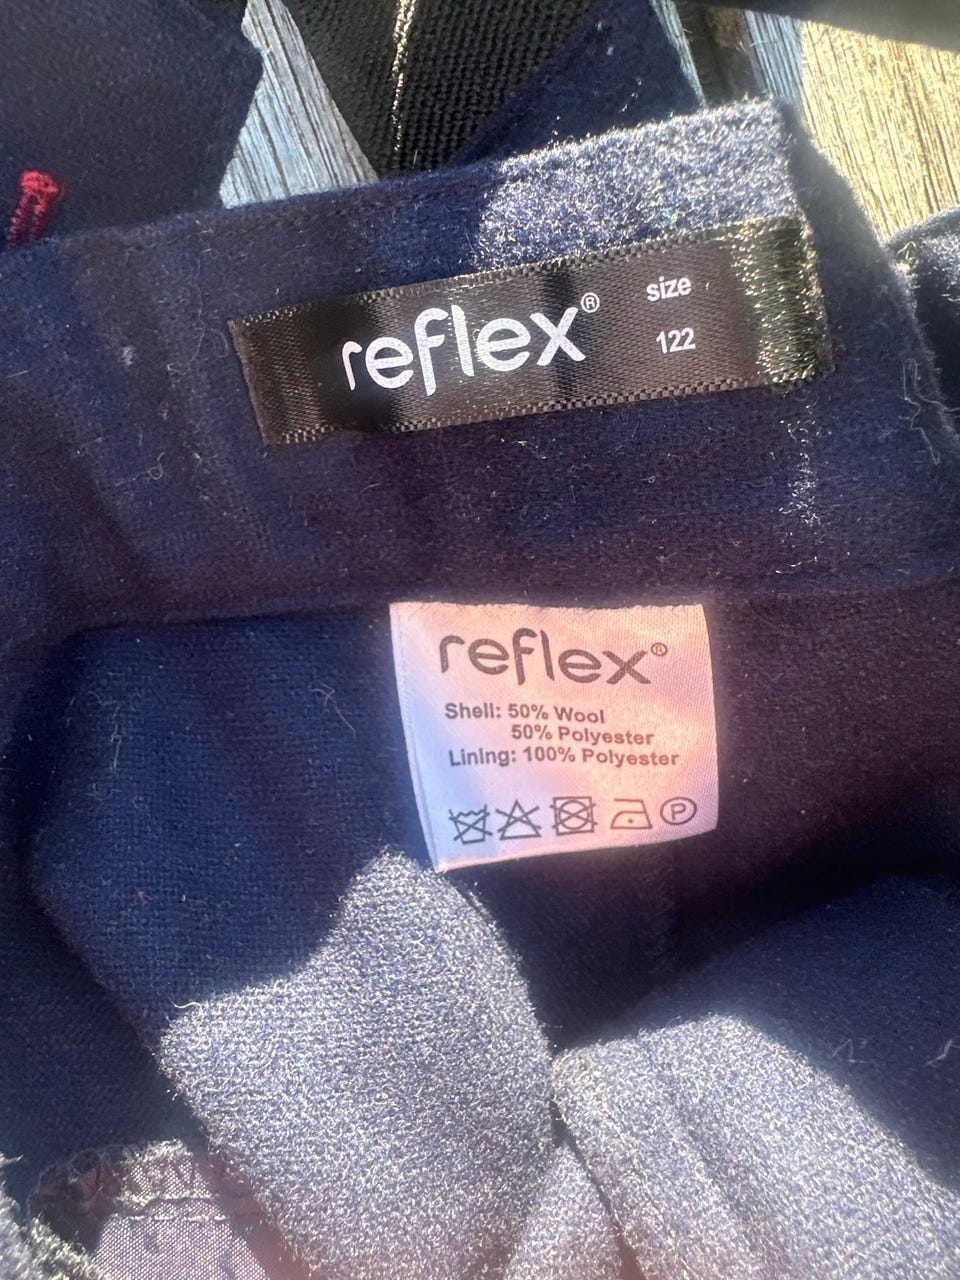 reflex®
size
122
reflex®
Shell: 50% Wool
50% Polyester
Lining: 100% Polyester
P